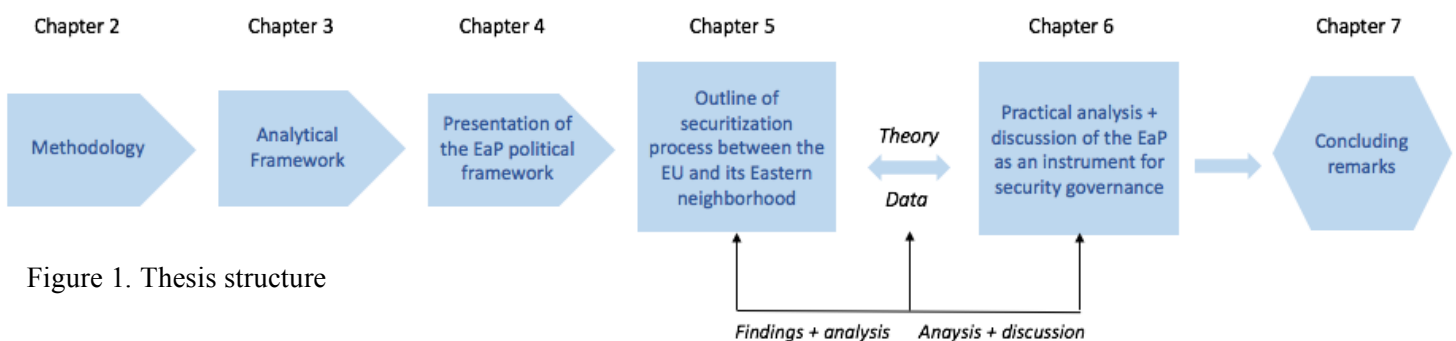 Chapter 2
Chapter 3
Chapter 4
Chapter 5
Chapter 6
Chapter 7
Methodology
Analytical
Framework
Presentation of
the EaP political
framework
Outline of
securitization
process between the
EU and its Eastern
neighborhood
Theory
Data
Practical analysis +
discussion of the EaP
as an instrument for
security governance
Concluding
remarks
Figure 1. Thesis structure
Findings + analysis
Anaysis + discussion